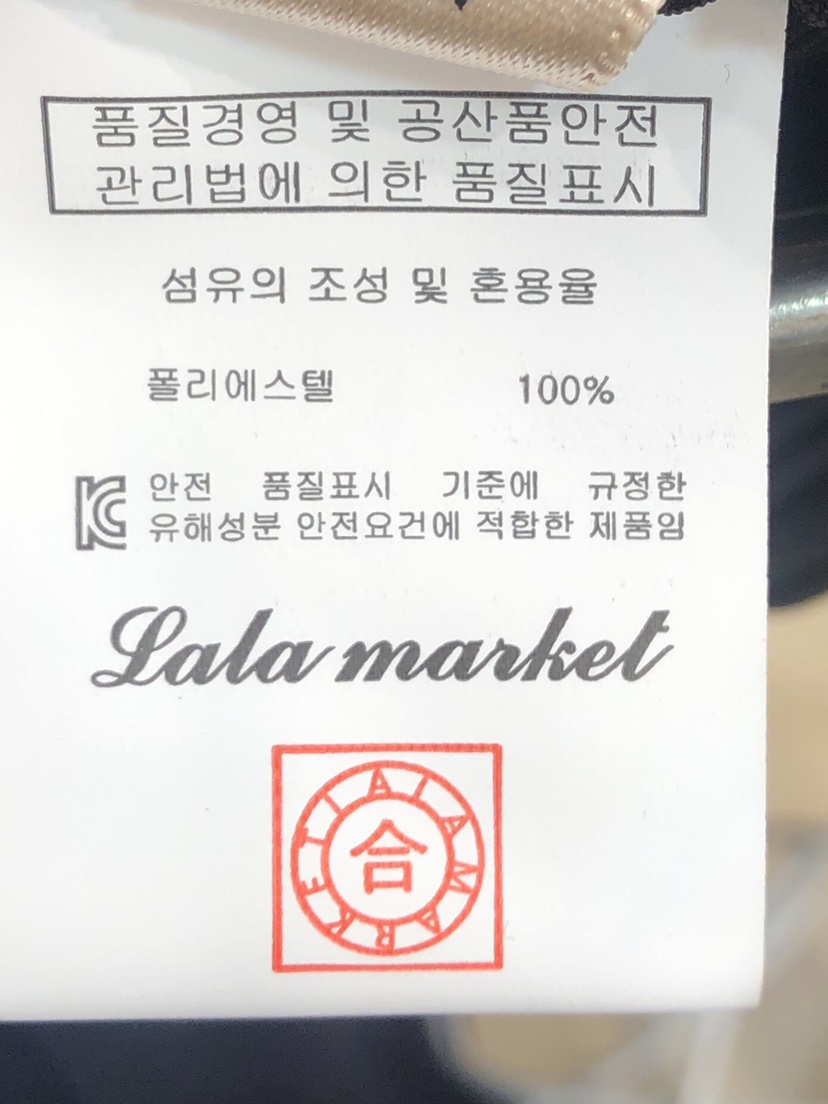 품질경영 및 공산품안전
관리법에 의한 품질표시
섬유의 조성 및 혼용율
폴리에스텔 100%
KC 안전 품질표시 기준에 규정한
유해성분 안전요건에 적합한 제품임
Lala market
LALAMARKET
合